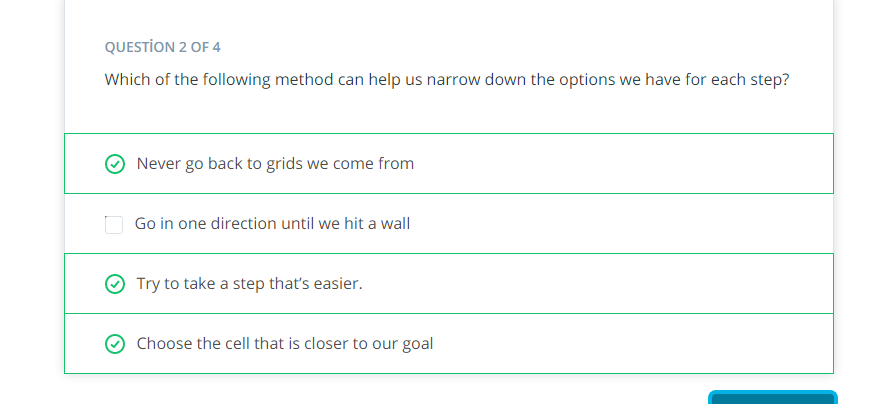 QUESTİON 2 OF 4
Which of the following method can help us narrow down the options we have for each step?
Never go back to grids we come from
Go in one direction until we hit a wall
Try to take a step that’s easier.
Choose the cell that is closer to our goal